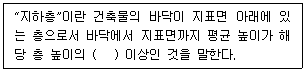 “지하층”이란 건축물의 바닥이 지표면 아래에 있
는 층으로서 바닥에서 지표면까지 평균 높이가 해
당 층 높이의 (  ) 이상인 것을 말한다.